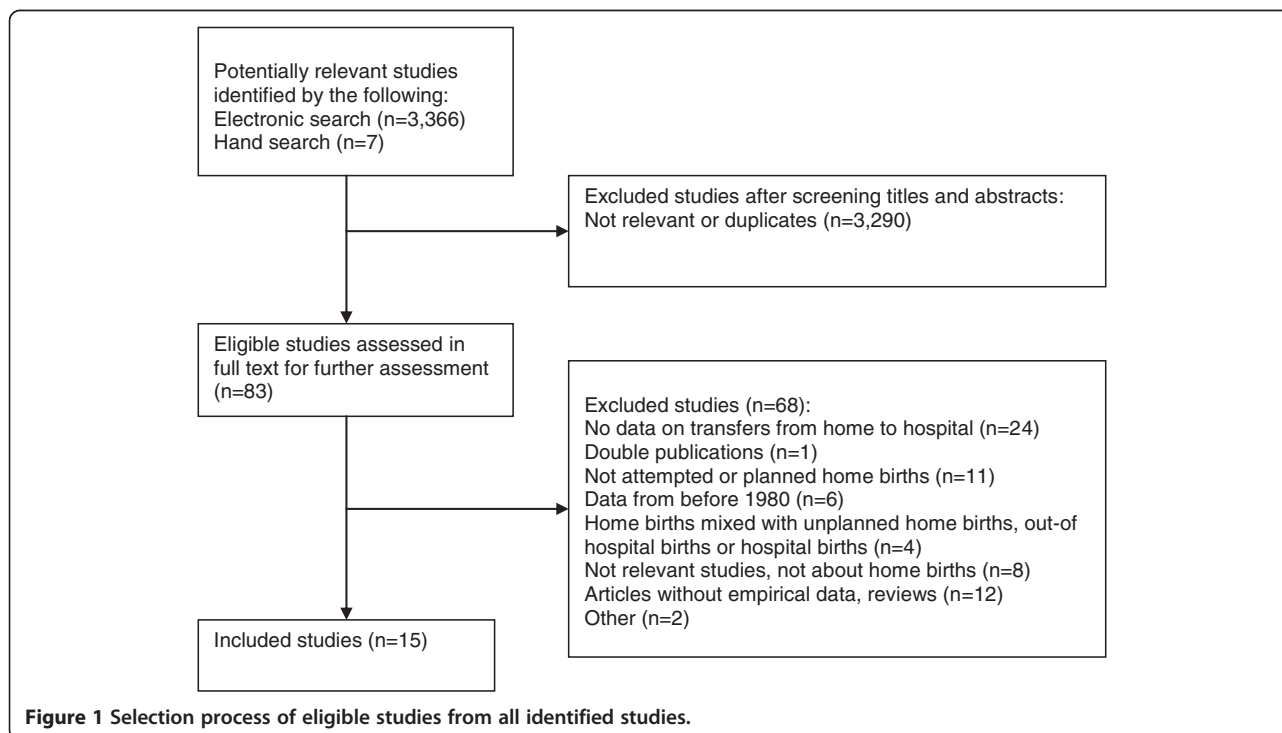 Potentially relevant studies
identified by the following:
Electronic search (n=3,366)
Hand search (n=7)
Excluded studies after screening titles and abstracts:
Not relevant or duplicates (n=3,290)
Eligible studies assessed in
full text for further assessment
(n=83)
Excluded studies (n=68):
No data on transfers from home to hospital (n=24)
Double publications (n=1)
Not attempted or planned home births (n=11)
Data from before 1980 (n=6)
Home births mixed with unplanned home births, out-of
hospital births or hospital births (n=4)
Not relevant studies, not about home births (n=8)
Articles without empirical data, reviews (n=12)
Other (n=2)
Included studies (n=15)
Figure 1 Selection process of eligible studies from all identified studies.